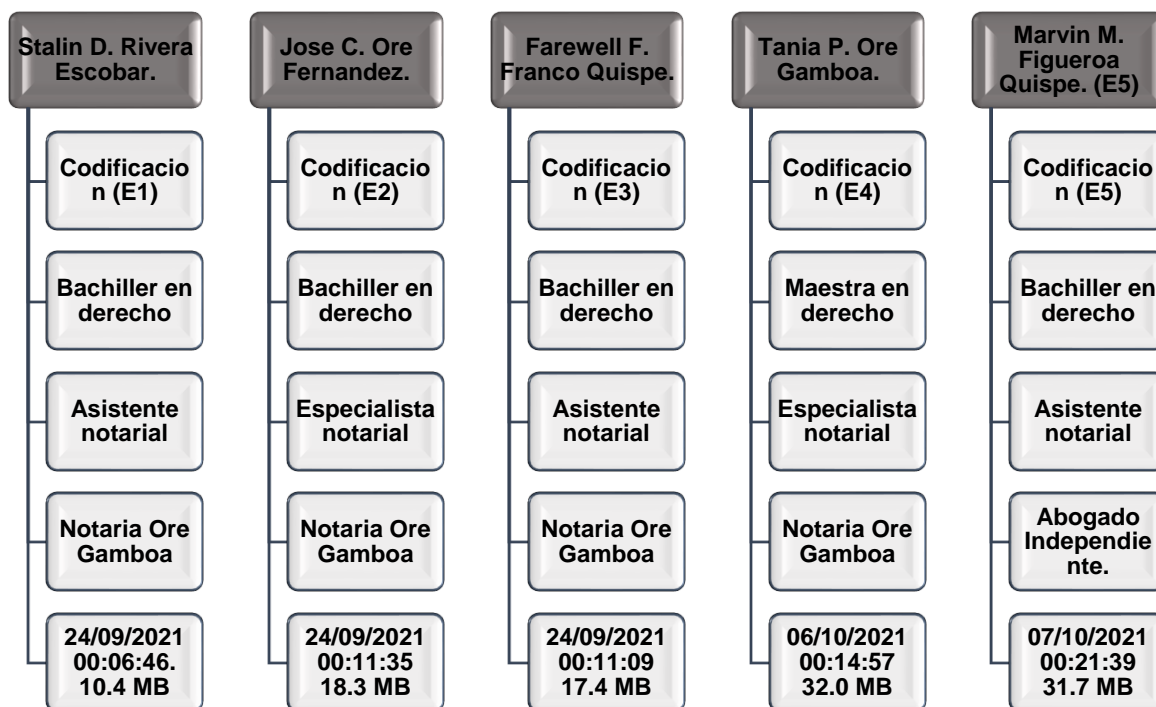 Stalin D. Rivera
Escobar.
Codificacio
n (E1)
Bachiller en
derecho
Asistente
notarial
Notaria Ore
Gamboa
24/09/2021
00:06:46.
10.4 MB
Jose C. Ore
Fernandez.
Codificacio
n (E2)
Bachiller en
derecho
Especialista
notarial
Notaria Ore
Gamboa
24/09/2021
00:11:35
18.3 MB
Farewell F.
Franco Quispe.
Codificacio
n (E3)
Bachiller en
derecho
Asistente
notarial
Notaria Ore
Gamboa
24/09/2021
00:11:09
17.4 MB
Tania P. Ore
Gamboa.
Codificacio
n (E4)
Maestra en
derecho
Especialista
notarial
Notaria Ore
Gamboa
06/10/2021
00:14:57
32.0 MB
Marvin M.
Figueroa
Quispe. (E5)
Codificacio
n (E5)
Bachiller en
derecho
Asistente
notarial
Abogado
Independie
nte.
07/10/2021
00:21:39
31.7 MB